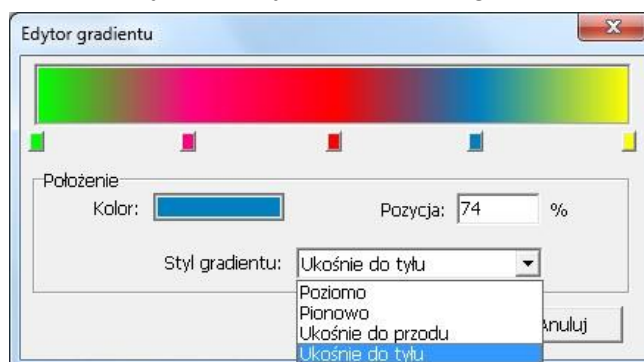 Edytor gradientu
Położenie
Kolor:
Pozycja: 74 %
Styl gradientu: Ukośnie do tyłu
Poziomo
Pionowo
Ukośnie do przodu
Ukośnie do tyłu
Anuluj